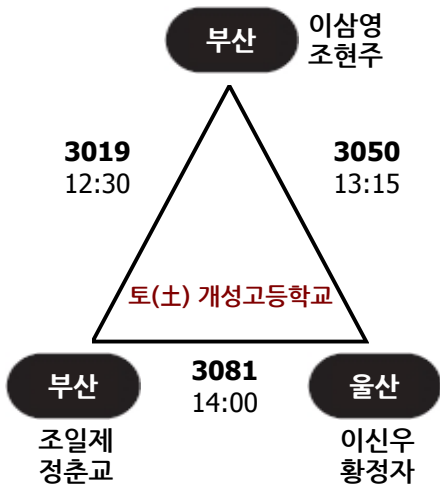 부산
이삼영
조현주
3019
12:30
3050
13:15
토(土) 개성고등학교
부산
3081
14:00
울산
조일제
정춘교
이신우
황정자